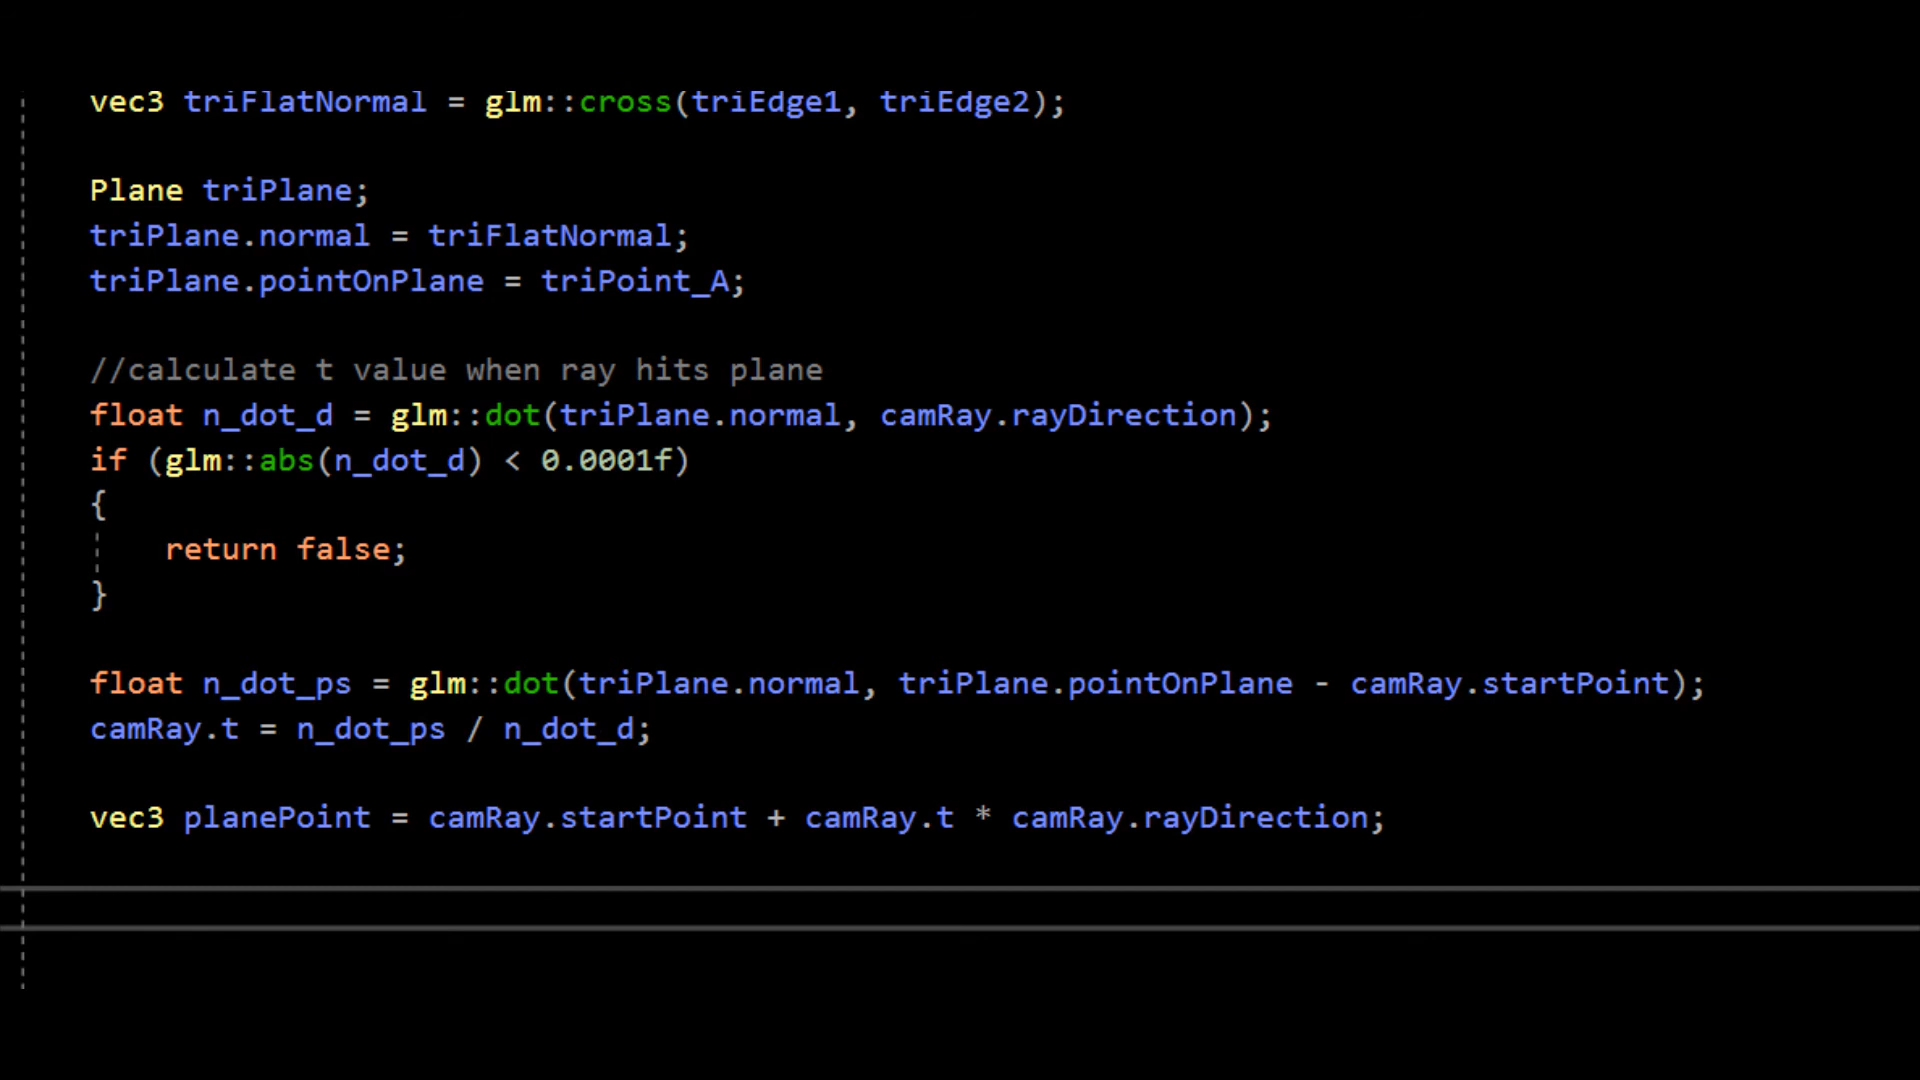 vec3 triFlatNormal = glm::cross(triEdge1, triEdge2);
Plane triPlane;
triPlane.normal = triFlatNormal;
triPlane.pointOnPlane = triPoint_A;
//calculate t value when ray hits plane
float n_dot_d = glm::dot(triPlane.normal, camRay.rayDirection);
if (glm::abs(n_dot_d) < 0.0001f)
{
return false;
}
float n_dot_ps = glm::dot(triPlane.normal, triPlane.pointOnPlane - camRay.startPoint);
camRay.t = n_dot_ps / n_dot_d;
vec3 planePoint = camRay.startPoint + camRay.t * camRay.rayDirection;